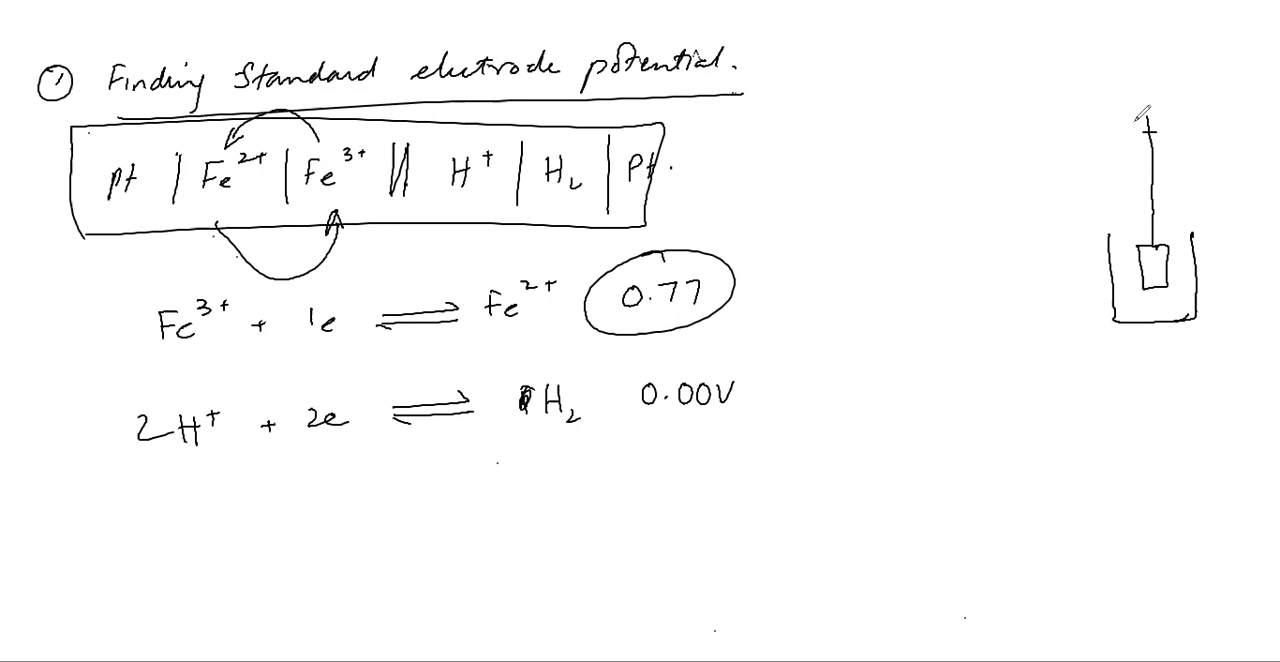 ① Finding Standard electrode potential.
pt | Fe²⁺ | Fe³⁺ || H⁺ | H₂ | Pt.
Fe³⁺ + 1e ⇌ Fe²⁺ 0.77
2H⁺ + 2e ⇌ H₂ 0.00V
+